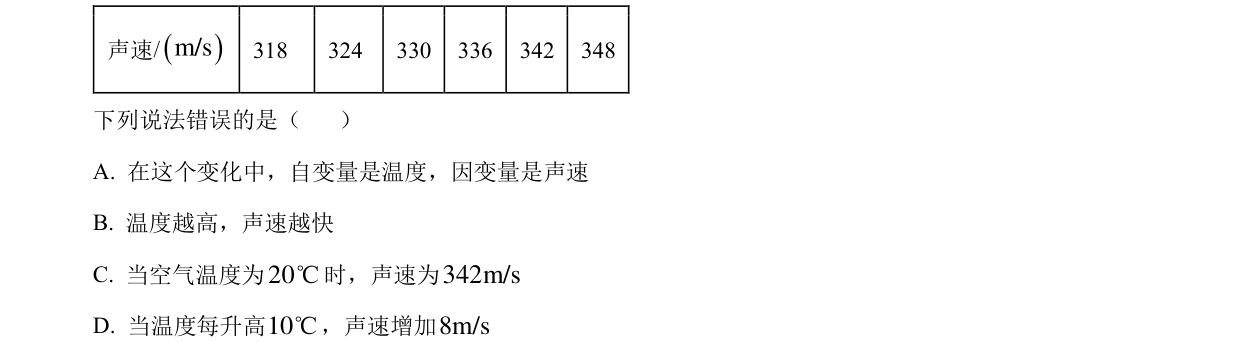 声速/(m/s) 318 324 330 336 342 348
下列说法错误的是（  ）
A. 在这个变化中，自变量是温度，因变量是声速
B. 温度越高，声速越快
C. 当空气温度为20℃时，声速为342m/s
D. 当温度每升高10℃，声速增加8m/s